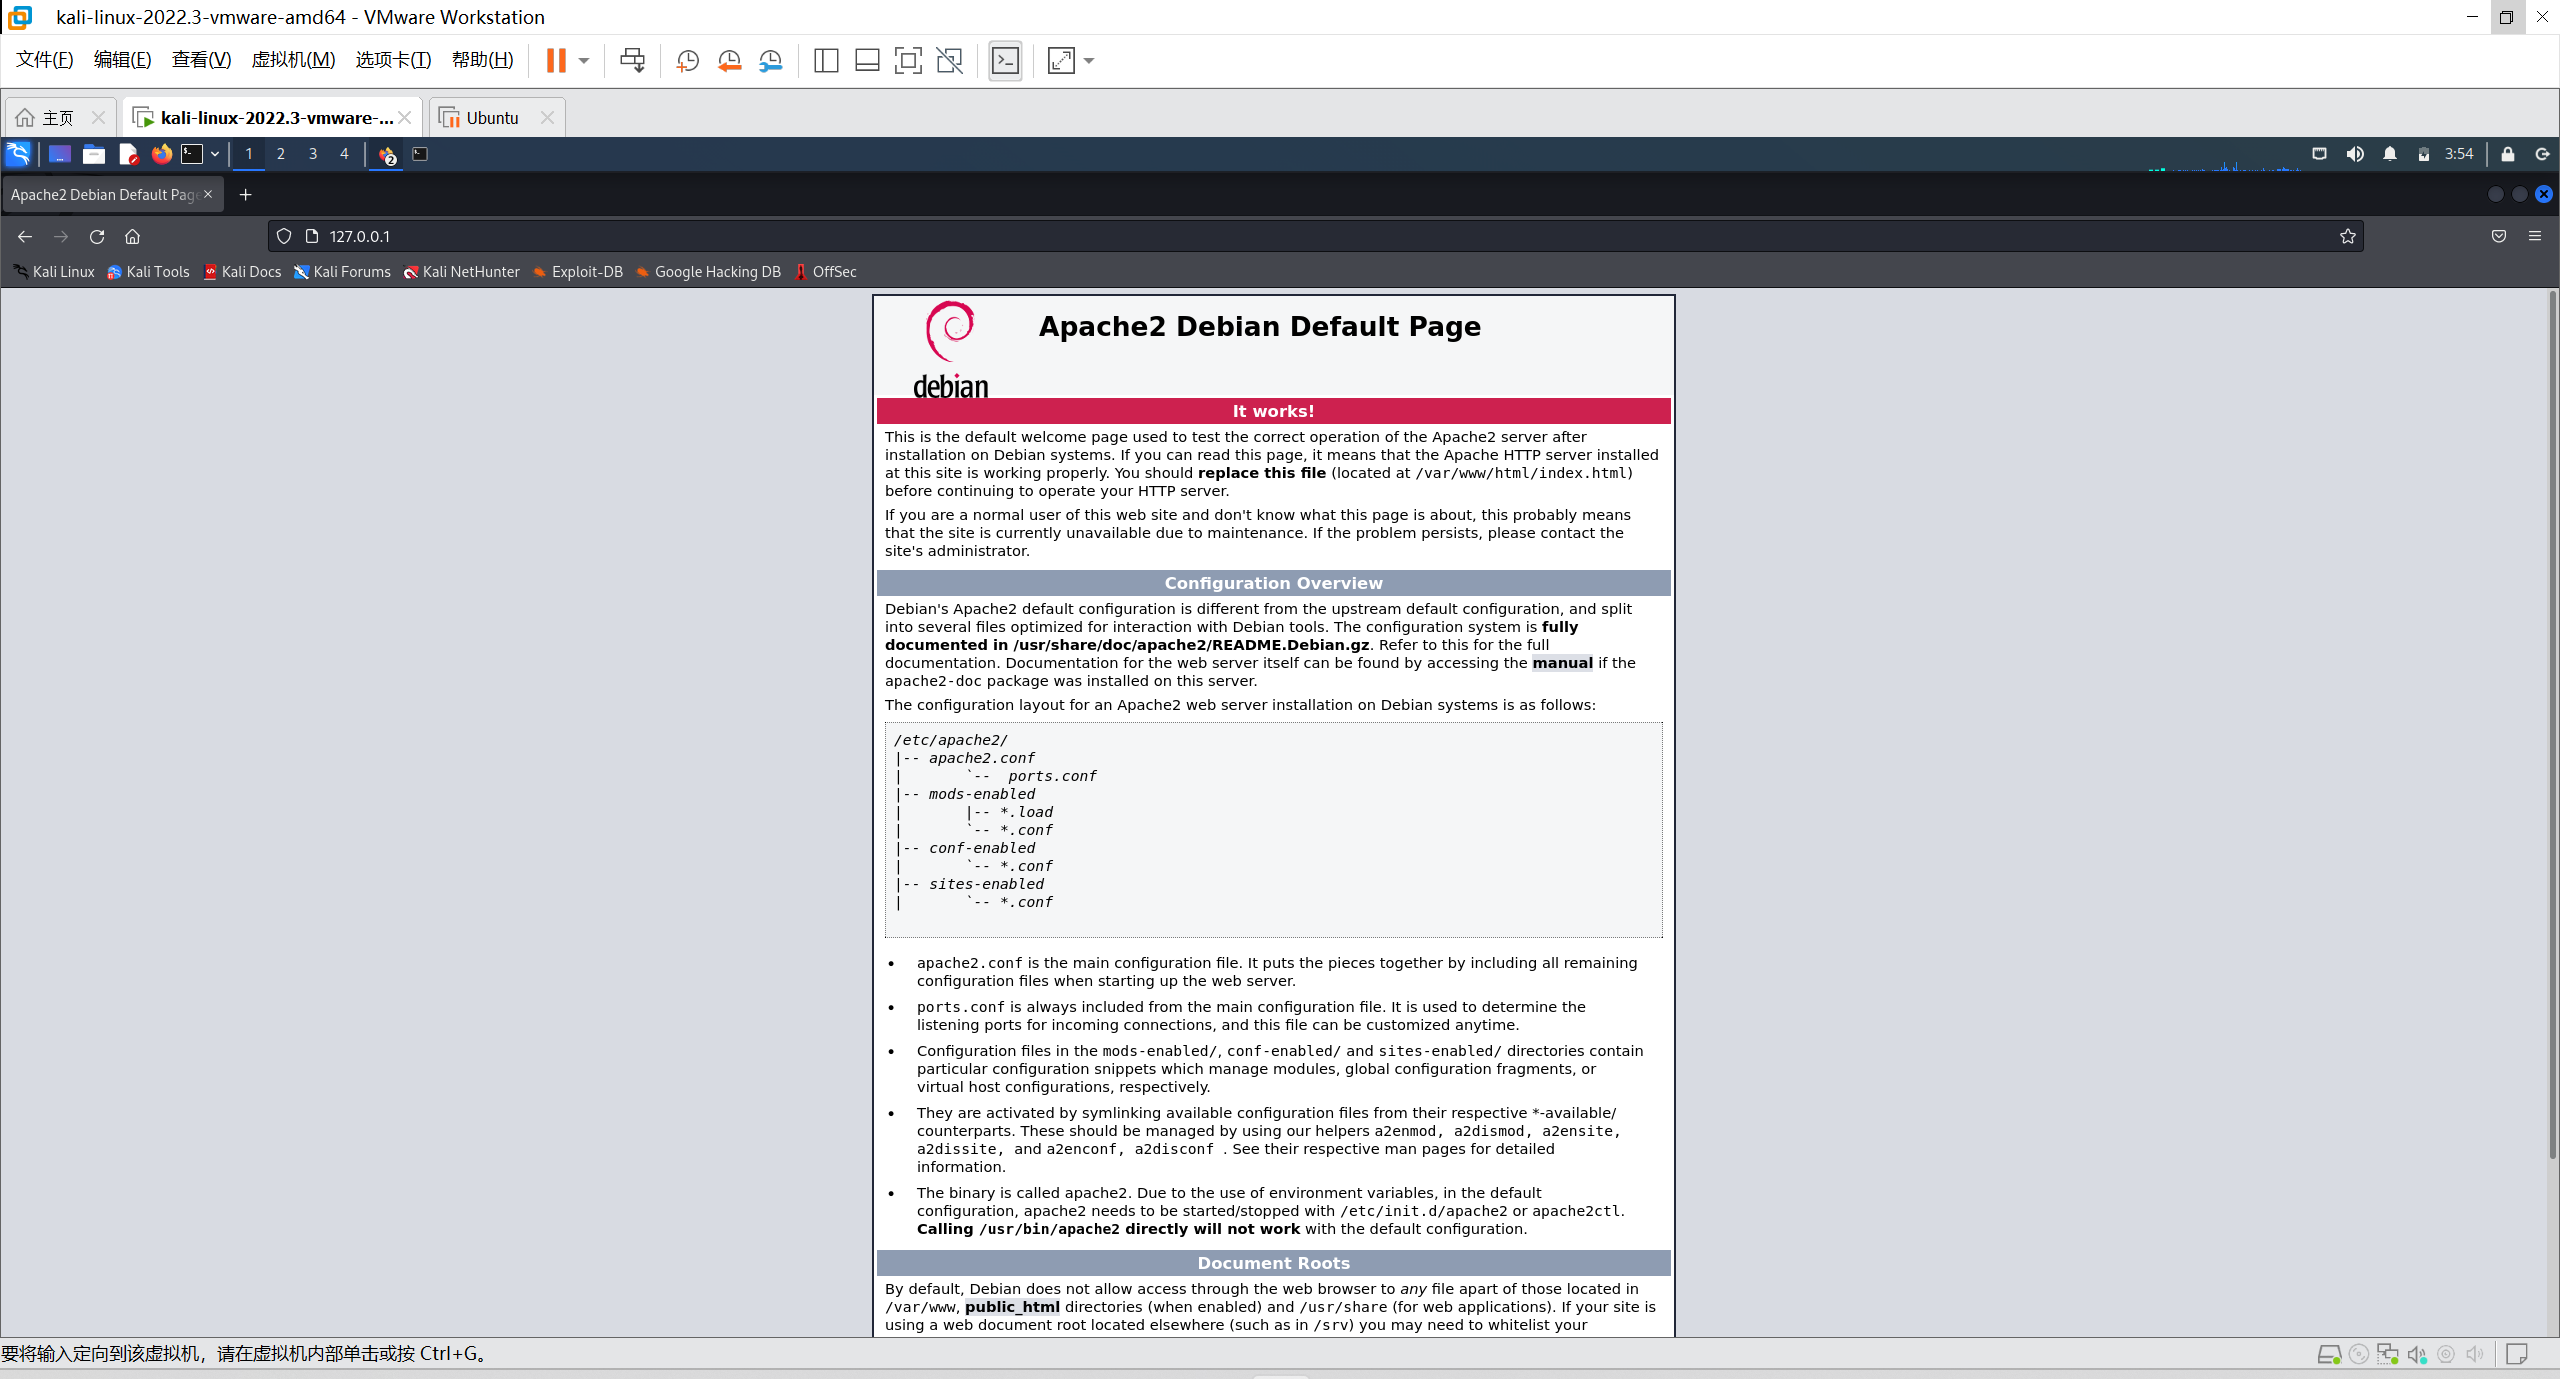 kali-linux-2022.3-vmware-amd64 - VMware Workstation
文件(F) 编辑(E) 查看(V) 虚拟机(M) 选项卡(T) 帮助(H)
主页 kali-linux-2022.3-vmware-... Ubuntu
1 2 3 4 2 3:54
Apache2 Debian Default Page
127.0.0.1
Kali Linux Kali Tools Kali Docs Kali Forums Kali NetHunter Exploit-DB Google Hacking DB OffSec
Apache2 Debian Default Page
debian
It works!
This is the default welcome page used to test the correct operation of the Apache2 server after
installation on Debian systems. If you can read this page, it means that the Apache HTTP server installed
at this site is working properly. You should replace this file (located at /var/www/html/index.html)
before continuing to operate your HTTP server.
If you are a normal user of this web site and don't know what this page is about, this probably means
that the site is currently unavailable due to maintenance. If the problem persists, please contact the
site's administrator.
Configuration Overview
Debian's Apache2 default configuration is different from the upstream default configuration, and split
into several files optimized for interaction with Debian tools. The configuration system is fully
documented in /usr/share/doc/apache2/README.Debian.gz. Refer to this for the full
documentation. Documentation for the web server itself can be found by accessing the manual if the
apache2-doc package was installed on this server.
The configuration layout for an Apache2 web server installation on Debian systems is as follows:
/etc/apache2/
|-- apache2.conf
|       `--  ports.conf
|-- mods-enabled
|       |-- *.load
|       `-- *.conf
|-- conf-enabled
|       `-- *.conf
|-- sites-enabled
|       `-- *.conf
• apache2.conf is the main configuration file. It puts the pieces together by including all remaining
configuration files when starting up the web server.
• ports.conf is always included from the main configuration file. It is used to determine the
listening ports for incoming connections, and this file can be customized anytime.
• Configuration files in the mods-enabled/, conf-enabled/ and sites-enabled/ directories contain
particular configuration snippets which manage modules, global configuration fragments, or
virtual host configurations, respectively.
• They are activated by symlinking available configuration files from their respective *-available/
counterparts. These should be managed by using our helpers a2enmod, a2dismod, a2ensite,
a2dissite, and a2enconf, a2disconf . See their respective man pages for detailed
information.
• The binary is called apache2. Due to the use of environment variables, in the default
configuration, apache2 needs to be started/stopped with /etc/init.d/apache2 or apache2ctl.
Calling /usr/bin/apache2 directly will not work with the default configuration.
Document Roots
By default, Debian does not allow access through the web browser to any file apart of those located in
/var/www, public_html directories (when enabled) and /usr/share (for web applications). If your site is
using a web document root located elsewhere (such as in /srv) you may need to whitelist your
要将输入定向到该虚拟机，请在虚拟机内部单击或按 Ctrl+G。